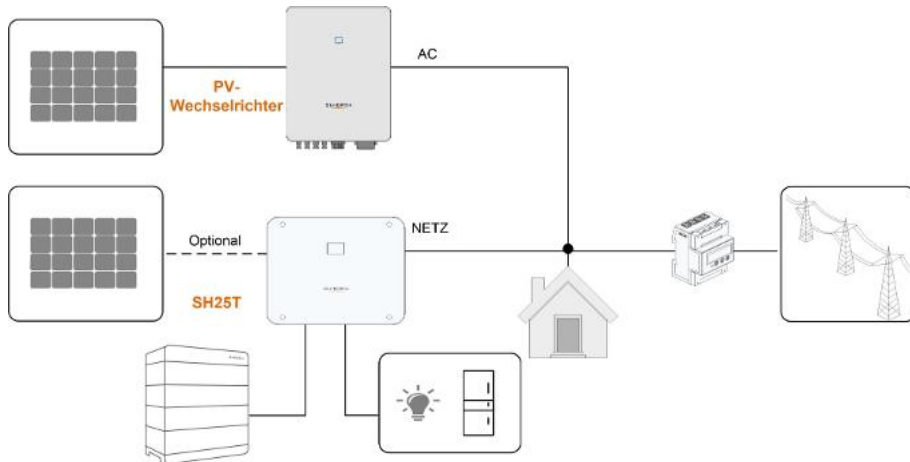 AC
PV-
Wechselrichter
Optional
NETZ
SH25T